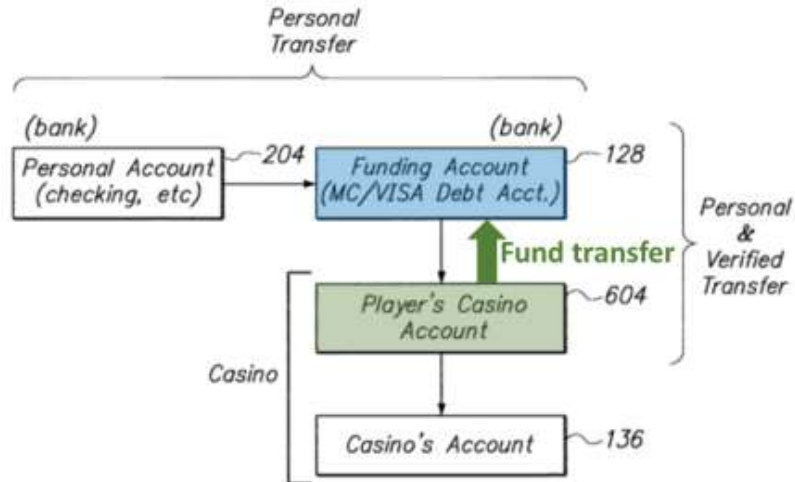 Personal
Transfer
(bank)
(bank)
Personal Account
(checking, etc)
204
Funding Account
(MC/VISA Debt Acct.)
128
Fund transfer
Personal
&
Verified
Transfer
Player's Casino
Account
604
Casino
Casino's Account
136